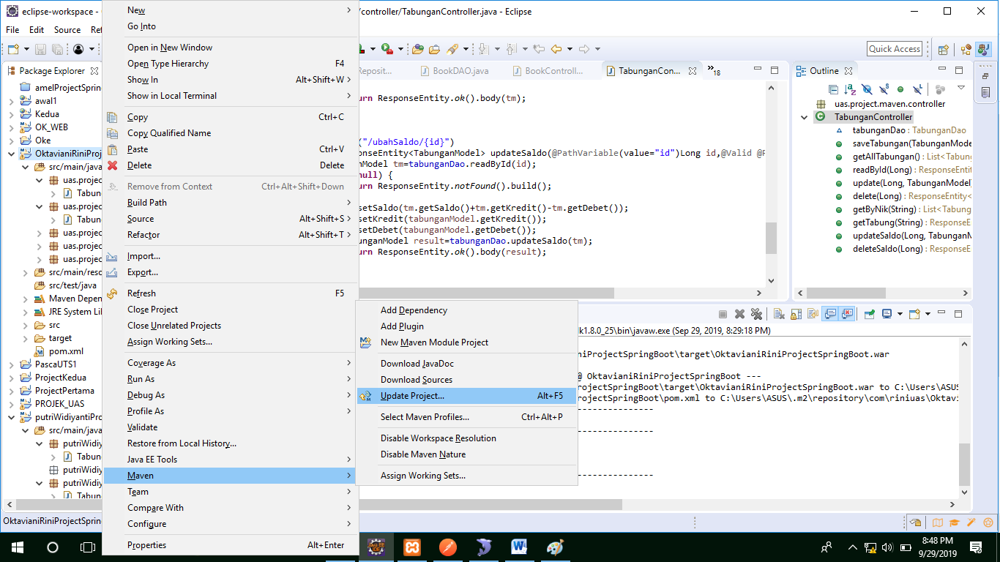 eclipse-workspace -
/controller/TabunganController.java - Eclipse
File Edit Source Ref
Quick Access
Package Explorer
amelProjectSpring
awal1
Kedua
OK_WEB
Oke
OktavianiRiniProj
src/main/java
uas.projec
Tabun
uas.projec
Tabun
uas.projec
uas.projec
uas.projec
src/main/reso
src/test/java
Maven Depen
JRE System Lib
src
target
pom.xml
PascaUTS1
ProjectKedua
ProjectPertama
PROJEK_UAS
putriWidiyantiPro
src/main/java
putriWidiy
Tabun
putriWidiy
putriWidiy
Tabun
OktavianiRiniProjectSprin
New
Go Into
Open in New Window
Open Type Hierarchy F4
Show In Alt+Shift+W
Show in Local Terminal
Copy Ctrl+C
Copy Qualified Name
Paste Ctrl+V
Delete Delete
Remove from Context Ctrl+Alt+Shift+Down
Build Path
Source Alt+Shift+S
Refactor Alt+Shift+T
Import...
Export...
Refresh F5
Close Project
Close Unrelated Projects
Assign Working Sets...
Coverage As
Run As
Debug As
Profile As
Validate
Restore from Local History...
Java EE Tools
Maven
Team
Compare With
Configure
Properties Alt+Enter
Add Dependency
Add Plugin
New Maven Module Project
Download JavaDoc
Download Sources
Update Project... Alt+F5
Select Maven Profiles... Ctrl+Alt+P
Disable Workspace Resolution
Disable Maven Nature
Assign Working Sets...
Reposit... BookDAO.java BookControll... TabunganCon... »18
urn ResponseEntity.ok().body(tm);
("/ubahSaldo/{id}")
ponseEntity<TabunganModel> updateSaldo(@PathVariable(value="id")Long id,@Valid @R
nModel tm=tabunganDao.readById(id);
null) {
urn ResponseEntity.notFound().build();
setSaldo(tm.getSaldo()+tm.getKredit()-tm.getDebet());
setKredit(tabunganModel.getKredit());
setDebet(tabunganModel.getDebet());
unganModel result=tabunganDao.updateSaldo(tm);
urn ResponseEntity.ok().body(result);
Outline
uas.project.maven.controller
TabunganController
tabunganDao : TabunganDao
saveTabungan(TabunganMode
getAllTabungan() : List<Tabung
readById(Long) : ResponseEntit
update(Long, TabunganModel)
delete(Long) : ResponseEntity<
getByNik(String) : List<Tabung
getTabung(String) : ResponseE
updateSaldo(Long, TabunganM
deleteSaldo(Long) : ResponseE
dk1.8.0_25\bin\javaw.exe (Sep 29, 2019, 8:29:18 PM)
niRiniProjectSpringBoot\target\OktavianiRiniProjectSpringBoot.war
@ OktavianiRiniProjectSpringBoot ---
projectSpringBoot\target\OktavianiRiniProjectSpringBoot.war to C:\Users\ASUS
projectSpringBoot\pom.xml to C:\Users\ASUS\.m2\repository\com\riniuas\Oktavi
---------------
---------------
---------------
8:48 PM
9/29/2019